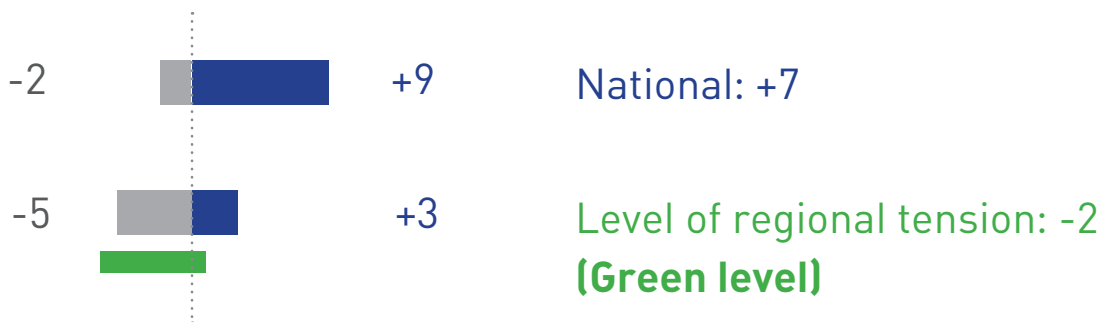 -2 +9 National: +7
-5 +3 Level of regional tension: -2
(Green level)